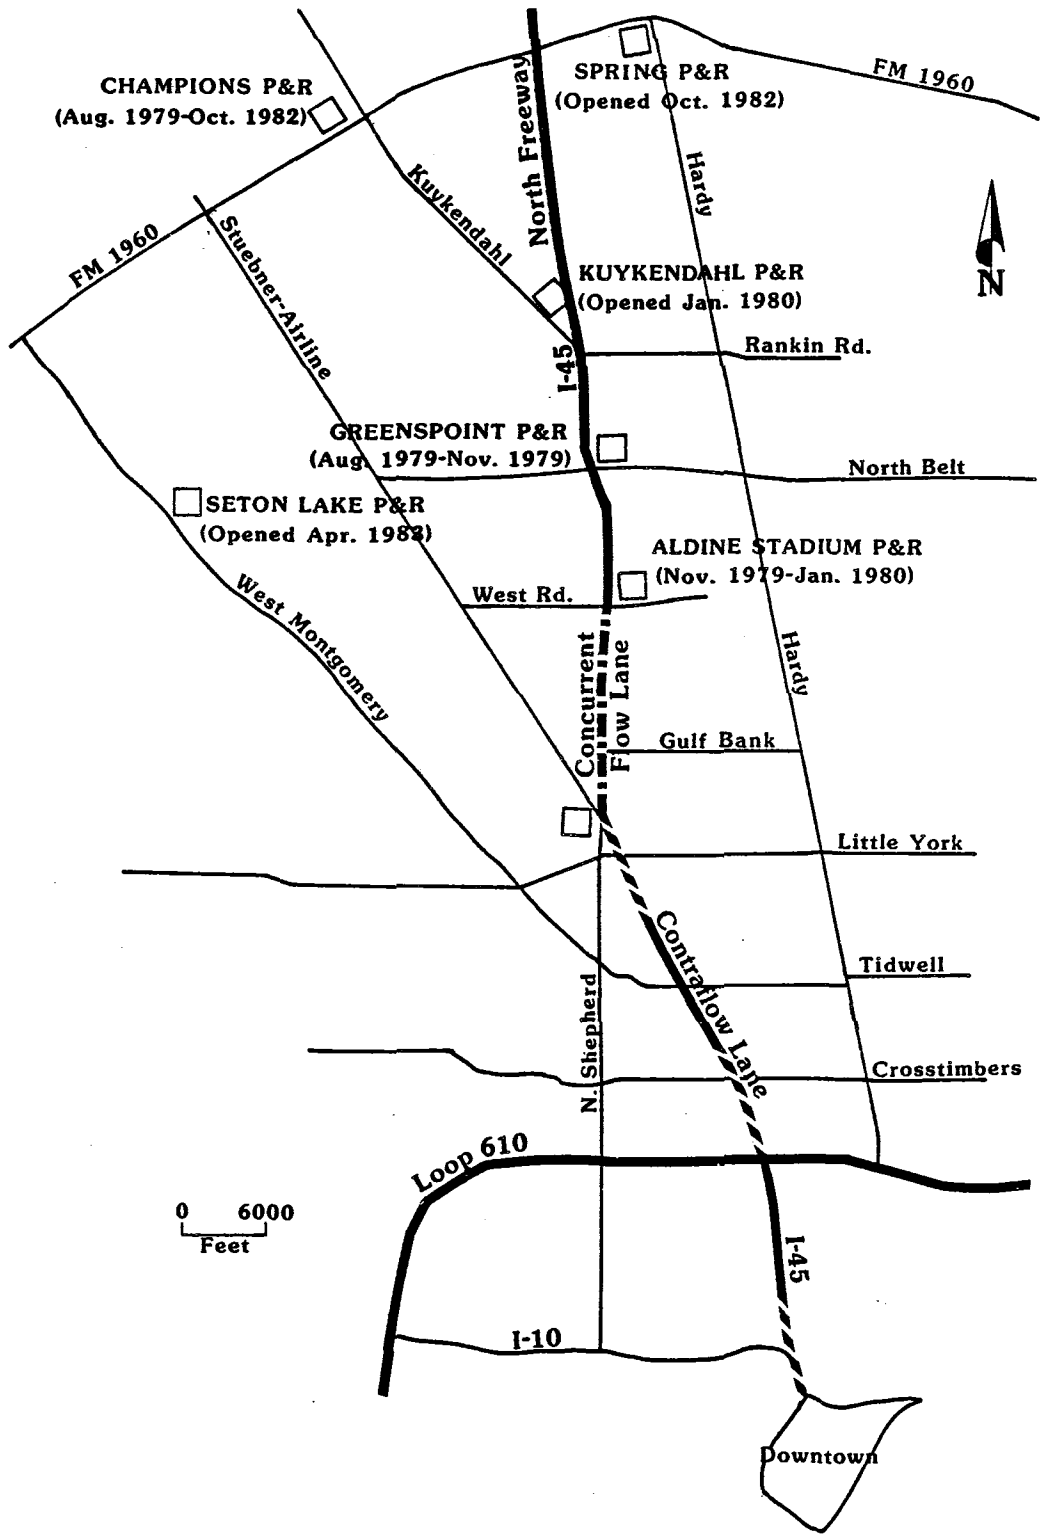 CHAMPIONS P&R
(Aug. 1979-Oct. 1982)
SPRING P&R
(Opened Oct. 1982)
FM 1960
North Freeway
Hardy
Kuykendahl
FM 1960
Stuebner-Airline
N
KUYKENDAHL P&R
(Opened Jan. 1980)
Rankin Rd.
I-45
GREENSPOINT P&R
(Aug. 1979-Nov. 1979)
North Belt
SETON LAKE P&R
(Opened Apr. 1983)
ALDINE STADIUM P&R
(Nov. 1979-Jan. 1980)
West Rd.
West Montgomery
Concurrent
Flow Lane
Hardy
Gulf Bank
Little York
Contraflow Lane
Tidwell
N. Shepherd
Crosstimbers
Loop 610
0 6000
Feet
I-45
I-10
Downtown